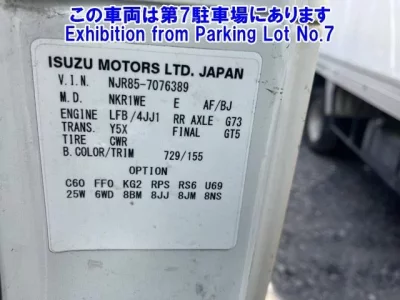 この車両は第7駐車場にあります
Exhibition from Parking Lot No.7
ISUZU MOTORS LTD. JAPAN
V.I.N. NJR85-7076389
M.D. NKR1WE E AF/BJ
ENGINE LFB/4JJ1 RR AXLE G73
TRANS. Y5X FINAL GT5
TIRE CWR
B.COLOR/TRIM 729/155
OPTION
C60 FF0 KG2 RPS RS6 U69
25W 6WD 8BM 8JJ 8JM 8NS